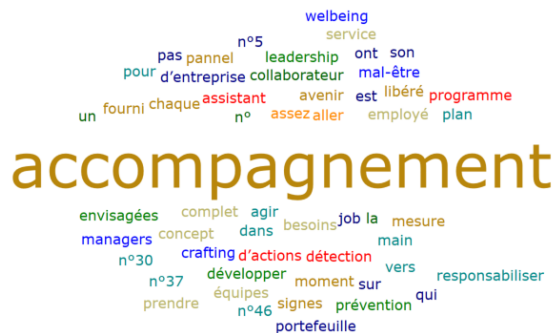 welbeing
service
n°5
pas pannel leadership ont son
pour d'entreprise collaborateur mal-être
un fourni chaque assistant avenir est libéré programme
n° assez aller employé plan
accompagnement
envisagées complet agir job la mesure
managers concept dans besoins main
n°30 crafting d'actions détection vers
n°37 développer moment sur responsabiliser
prendre équipes signes prévention qui
n°46
portefeuille